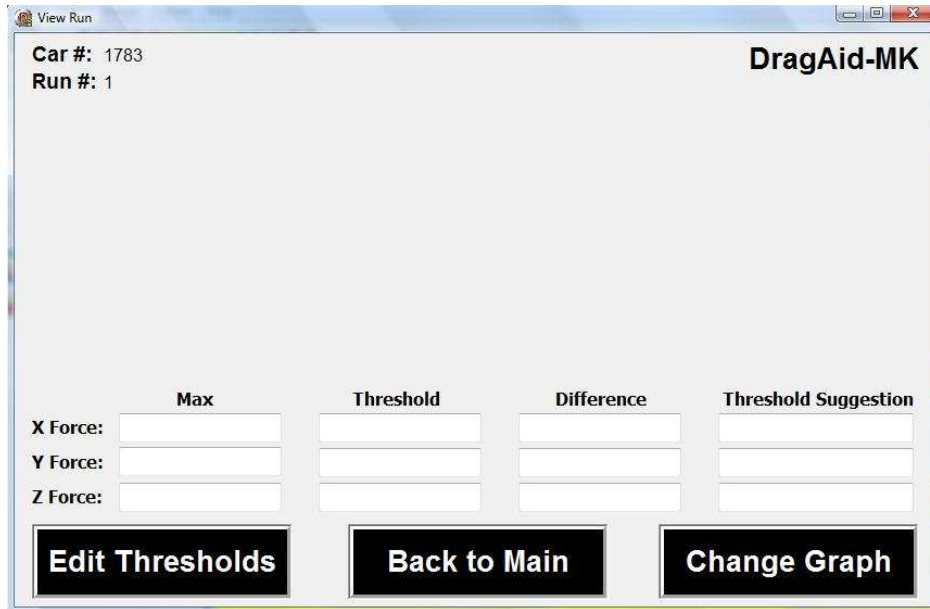 View Run
Car #: 1783
DragAid-MK
Run #: 1
Max Threshold Difference Threshold Suggestion
X Force:
Y Force:
Z Force:
Edit Thresholds Back to Main Change Graph